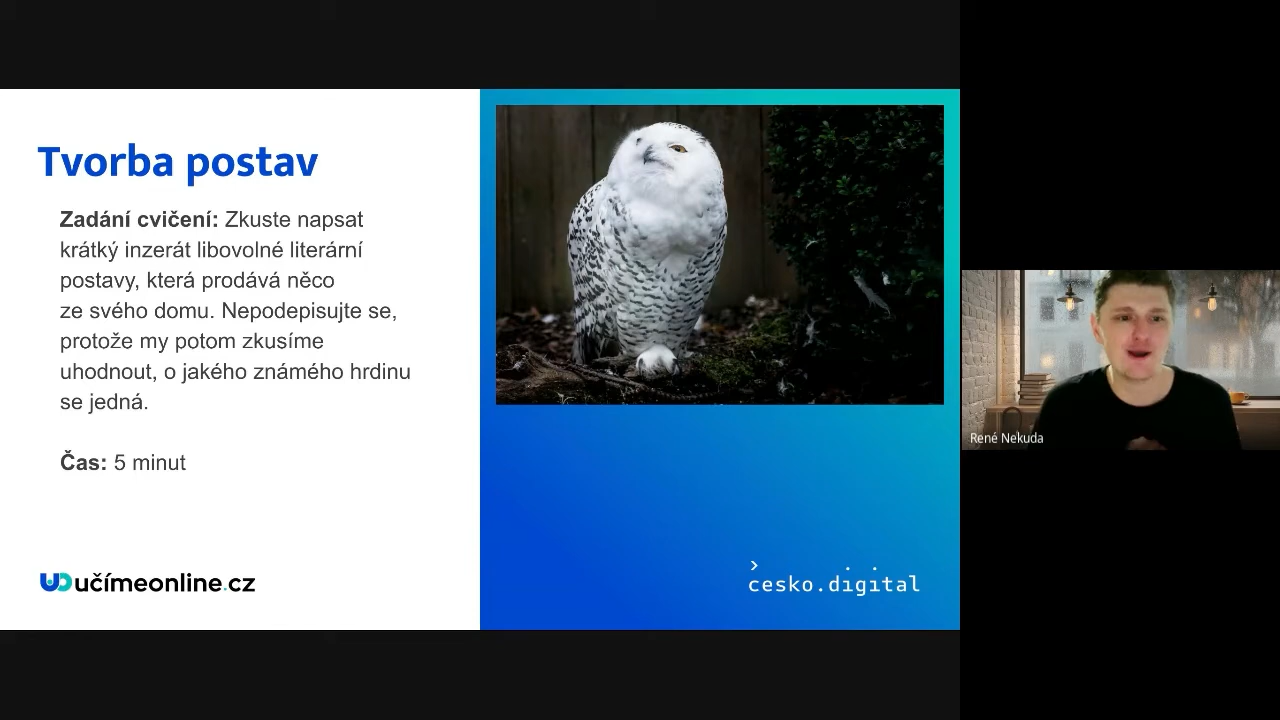 Tvorba postav
Zadání cvičení: Zkuste napsat
krátký inzerát libovolné literární
postavy, která prodává něco
ze svého domu. Nepodepisujte se,
protože my potom zkusíme
uhodnout, o jakého známého hrdinu
se jedná.
Čas: 5 minut
učímeonline.cz
česko.digital
René Nekuda